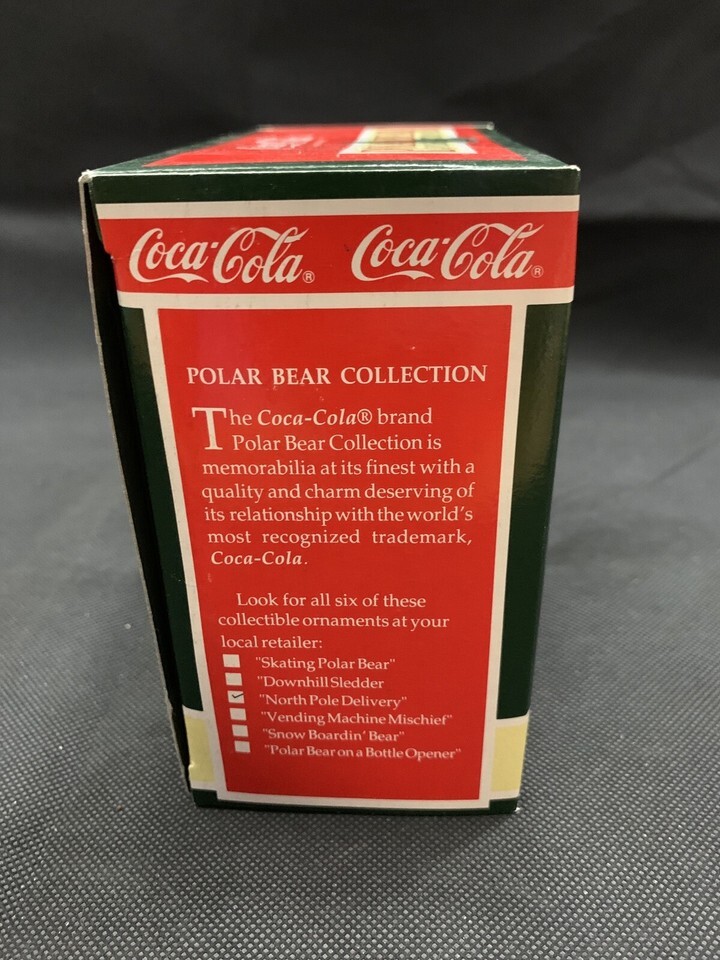 Coca-Cola® Coca-Cola®
POLAR BEAR COLLECTION
The Coca-Cola® brand
Polar Bear Collection is
memorabilia at its finest with a
quality and charm deserving of
its relationship with the world's
most recognized trademark,
Coca-Cola.
Look for all six of these
collectible ornaments at your
local retailer:
"Skating Polar Bear"
"Downhill Sledder
"North Pole Delivery"
"Vending Machine Mischief"
"Snow Boardin' Bear"
"Polar Bear on a Bottle Opener"